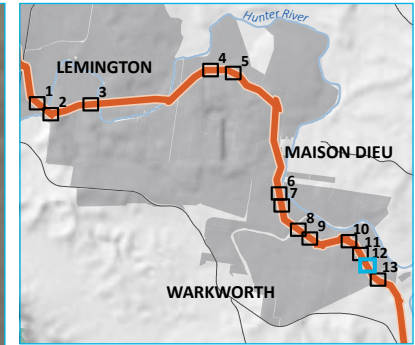 Hunter River
LEMINGTON
4 5
1 2 3
MAISON DIEU
6
7
8
9
10
11
12
13
WARKWORTH